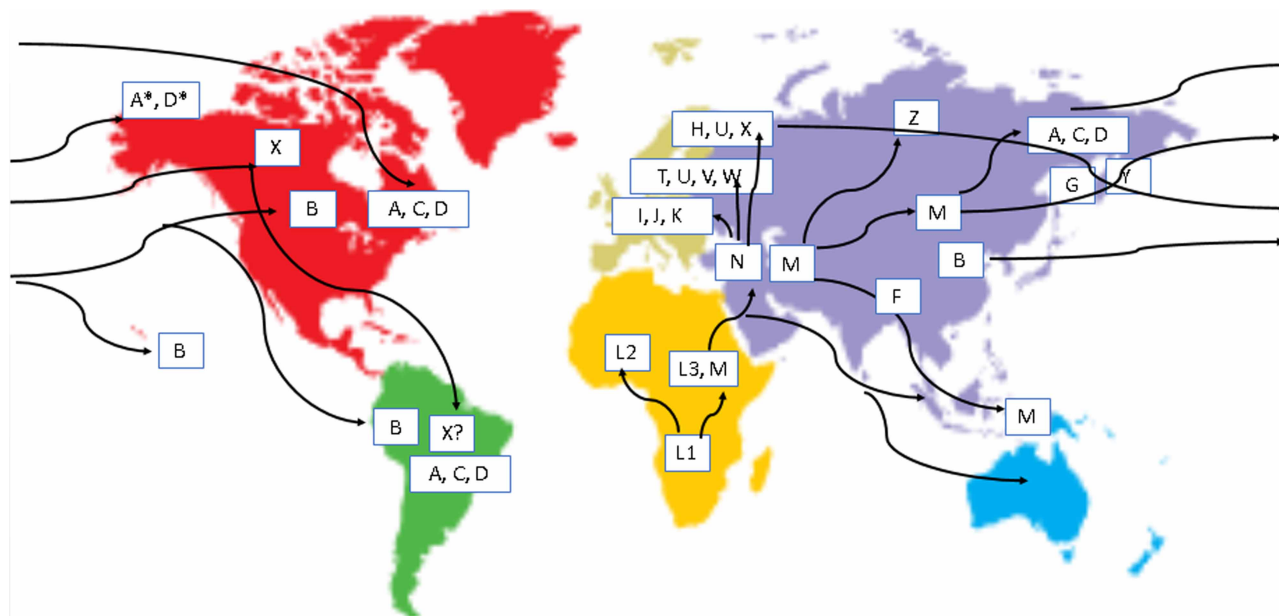 A*, D*
X
B
A, C, D
B
B
X?
A, C, D
H, U, X
T, U, V, W
I, J, K
N
M
Z
A, C, D
G
Y
M
B
F
M
L2
L3, M
L1